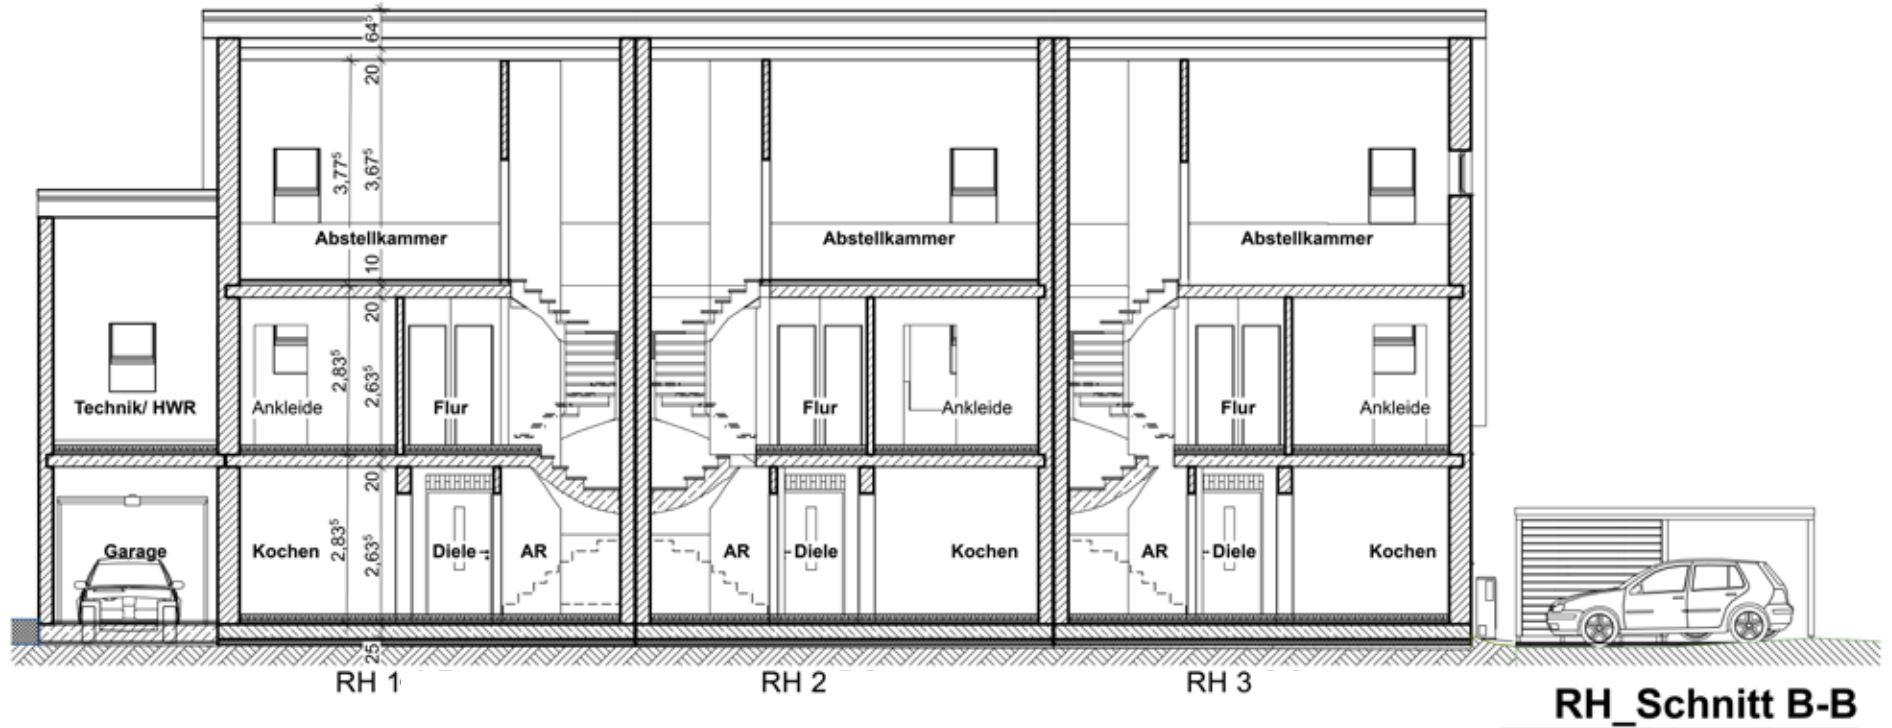 64⁵
20
3,77⁵
3,67⁵
Abstellkammer
Abstellkammer
Abstellkammer
10
20
2,83⁵
2,63⁵
Technik/ HWR
Ankleide
Flur
Flur
Ankleide
Flur
Ankleide
20
2,83⁵
2,63⁵
Garage
Kochen
Diele
AR
AR
Diele
Kochen
AR
Diele
Kochen
25
RH 1
RH 2
RH 3
RH_Schnitt B-B